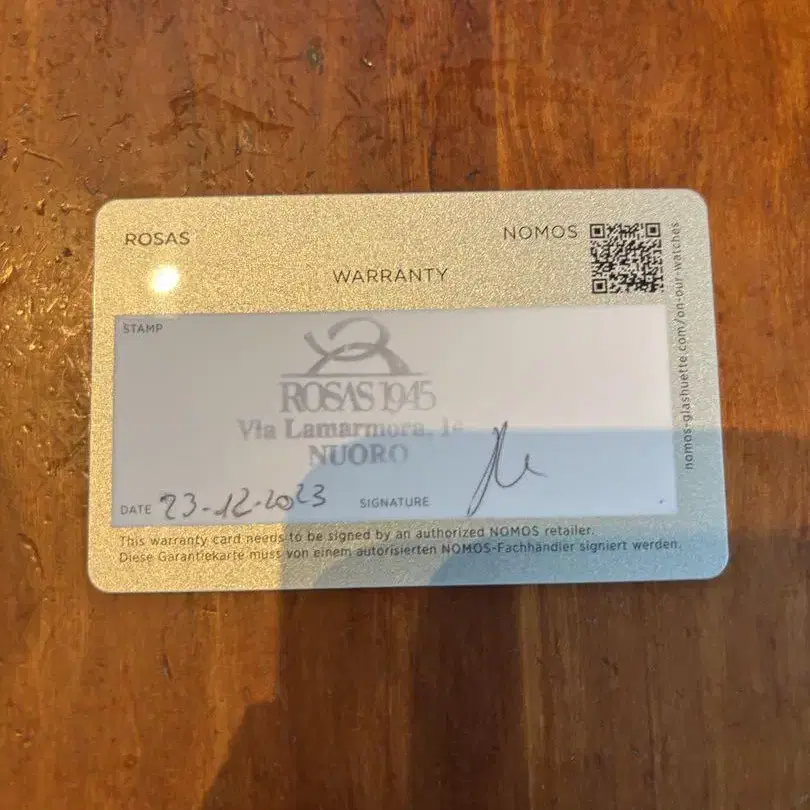 ROSAS
NOMOS
WARRANTY
nomos-glashuette.com/on-our-watches
STAMP
ROSAS 1945
Via Lamarmora,
NUORO
DATE 23-12-2023
SIGNATURE
This warranty card needs to be signed by an authorized NOMOS retailer.
Diese Garantiekarte muss von einem autorisierten NOMOS-Fachhändler signiert werden.